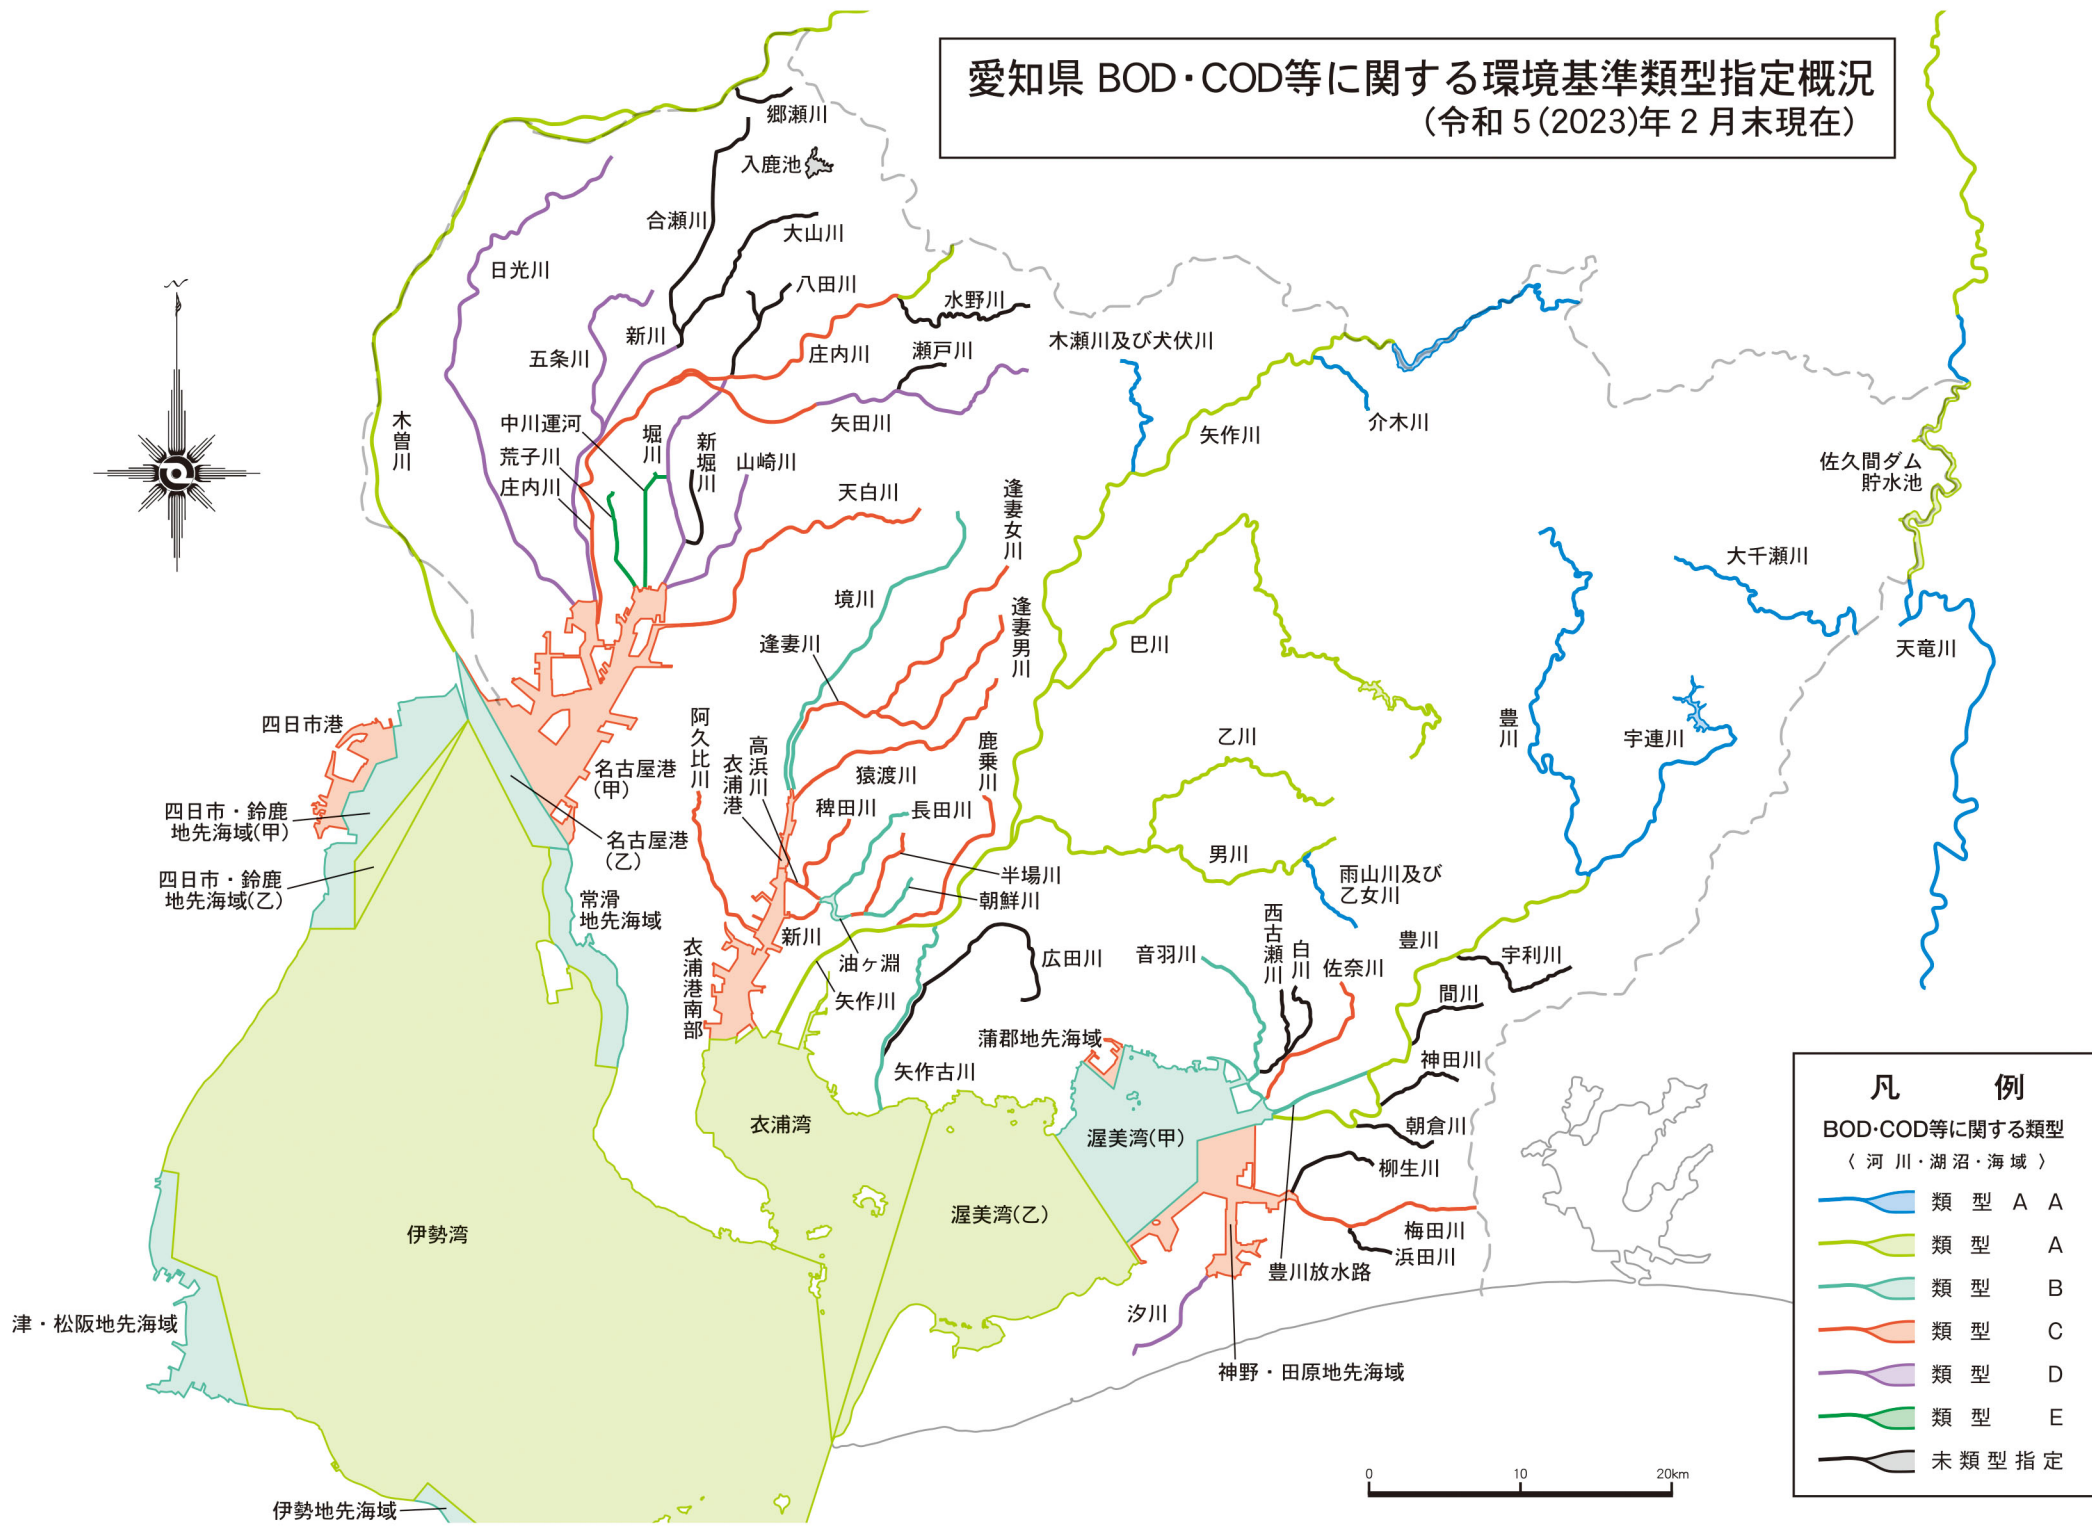 愛知県 BOD・COD等に関する環境基準類型指定概況
(令和5(2023)年2月末現在)
郷瀬川
入鹿池
合瀬川
大山川
日光川
八田川
水野川
新川
五条川
庄内川
瀬戸川
木瀬川及び犬伏川
木曽川
中川運河
堀川
新堀川
矢田川
矢作川
介木川
荒子川
山崎川
庄内川
天白川
逢妻女川
佐久間ダム
貯水池
大千瀬川
境川
逢妻男川
逢妻川
巴川
天竜川
四日市港
阿久比川
高浜川
衣浦港
鹿乗川
乙川
豊川
宇連川
名古屋港
(甲)
猿渡川
稗田川
長田川
四日市・鈴鹿
地先海域(甲)
名古屋港
(乙)
男川
四日市・鈴鹿
地先海域(乙)
半場川
朝鮮川
雨山川及び
乙女川
常滑
地先海域
新川
油ヶ淵
衣浦港南部
広田川
音羽川
西古瀬川
白川
佐奈川
豊川
宇利川
矢作川
間川
蒲郡地先海域
矢作古川
神田川
衣浦湾
渥美湾(甲)
朝倉川
柳生川
伊勢湾
渥美湾(乙)
梅田川
浜田川
豊川放水路
汐川
津・松阪地先海域
神野・田原地先海域
伊勢地先海域
0 10 20km
凡例
BOD・COD等に関する類型
〈河川・湖沼・海域〉
類型AA
類型A
類型B
類型C
類型D
類型E
未類型指定